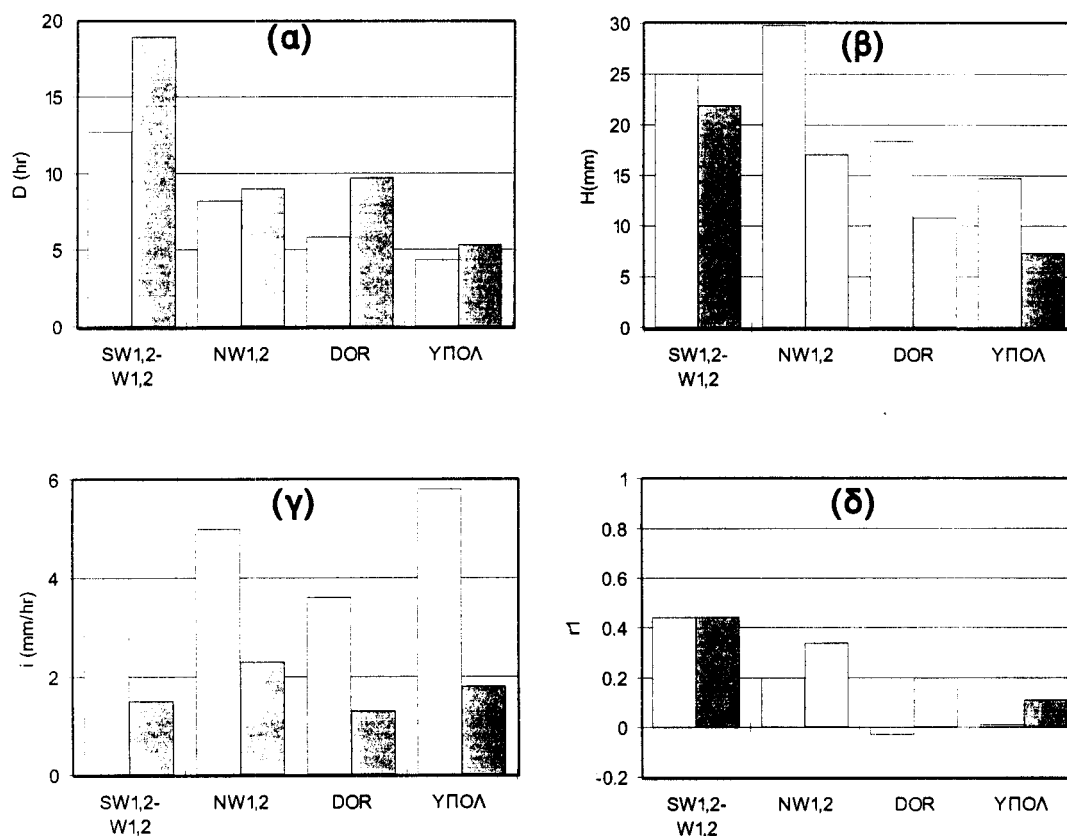 (α)
20
15
10
5
0
D (hr)
SW1,2-
W1,2
NW1,2
DOR
ΥΠΟΛ
(β)
30
25
20
15
10
5
0
H(mm)
SW1,2-
W1,2
NW1,2
DOR
ΥΠΟΛ
(γ)
6
4
2
0
i (mm/hr)
SW1,2-
W1,2
NW1,2
DOR
ΥΠΟΛ
(δ)
1
0.8
0.6
0.4
0.2
0
-0.2
r1
SW1,2-
W1,2
NW1,2
DOR
ΥΠΟΛ